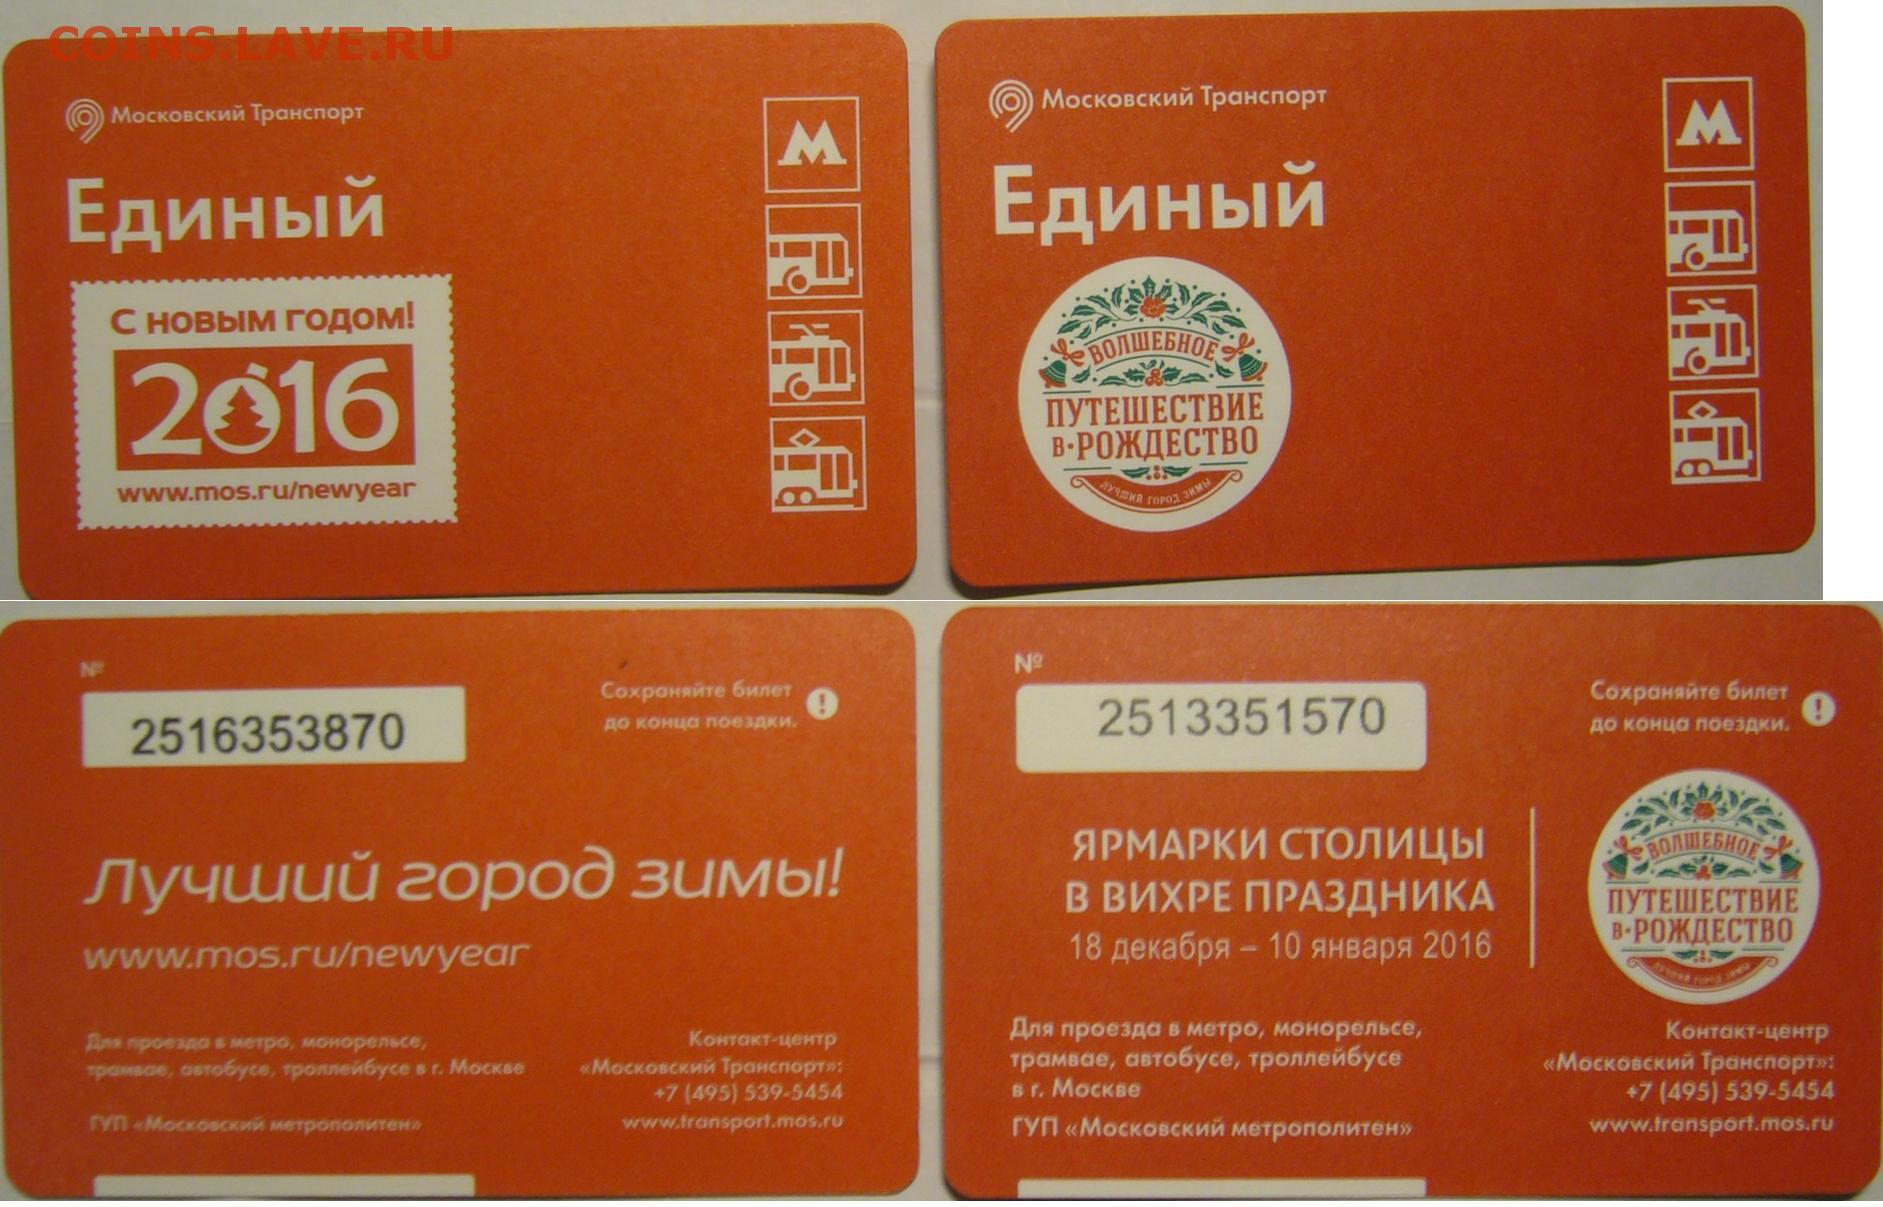 COINS.LAVE.RU
Московский Транспорт
Единый
С НОВЫМ ГОДОМ!
2016
www.mos.ru/newyear
М
Московский Транспорт
Единый
ВОЛШЕБНОЕ
ПУТЕШЕСТВИЕ
В·РОЖДЕСТВО
ЛУЧШИЙ ГОРОД ЗИМЫ
М
№
2516353870
Сохраняйте билет
до конца поездки.
!
Лучший город зимы!
www.mos.ru/newyear
Для проезда в метро, монорельсе,
трамвае, автобусе, троллейбусе в г. Москве
ГУП «Московский метрополитен»
Контакт-центр
«Московский Транспорт»:
+7 (495) 539-5454
www.transport.mos.ru
№
2513351570
Сохраняйте билет
до конца поездки.
!
ЯРМАРКИ СТОЛИЦЫ
В ВИХРЕ ПРАЗДНИКА
18 декабря – 10 января 2016
ВОЛШЕБНОЕ
ПУТЕШЕСТВИЕ
В·РОЖДЕСТВО
ЛУЧШИЙ ГОРОД ЗИМЫ
Для проезда в метро, монорельсе,
трамвае, автобусе, троллейбусе
в г. Москве
ГУП «Московский метрополитен»
Контакт-центр
«Московский Транспорт»:
+7 (495) 539-5454
www.transport.mos.ru